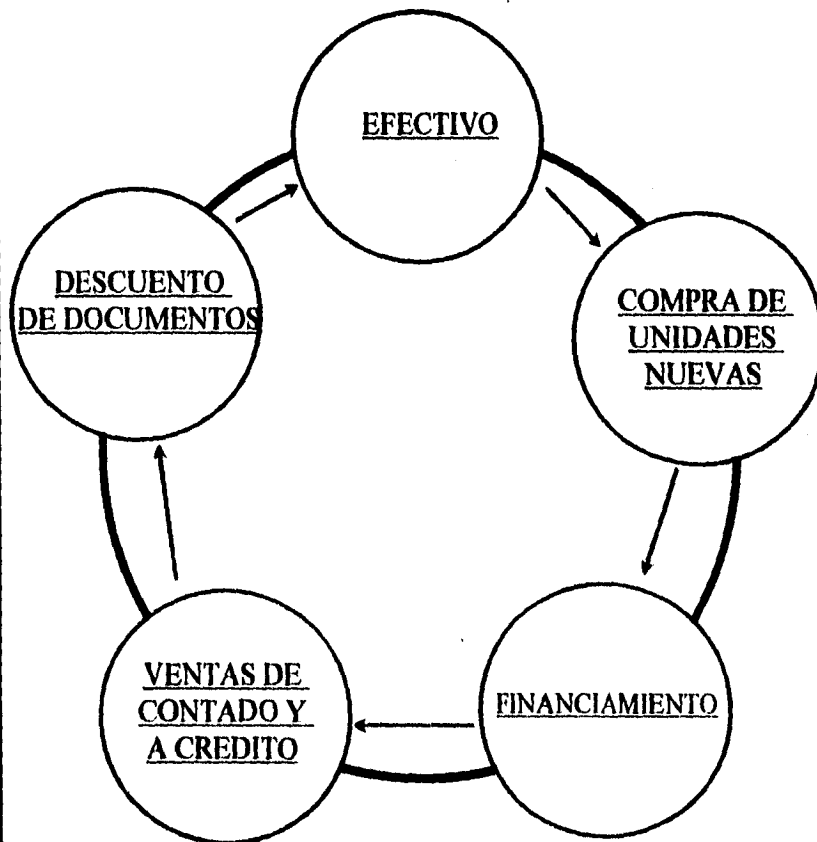 EFECTIVO
COMPRA DE
UNIDADES
NUEVAS
FINANCIAMIENTO
VENTAS DE
CONTADO Y
A CREDITO
DESCUENTO
DE DOCUMENTOS